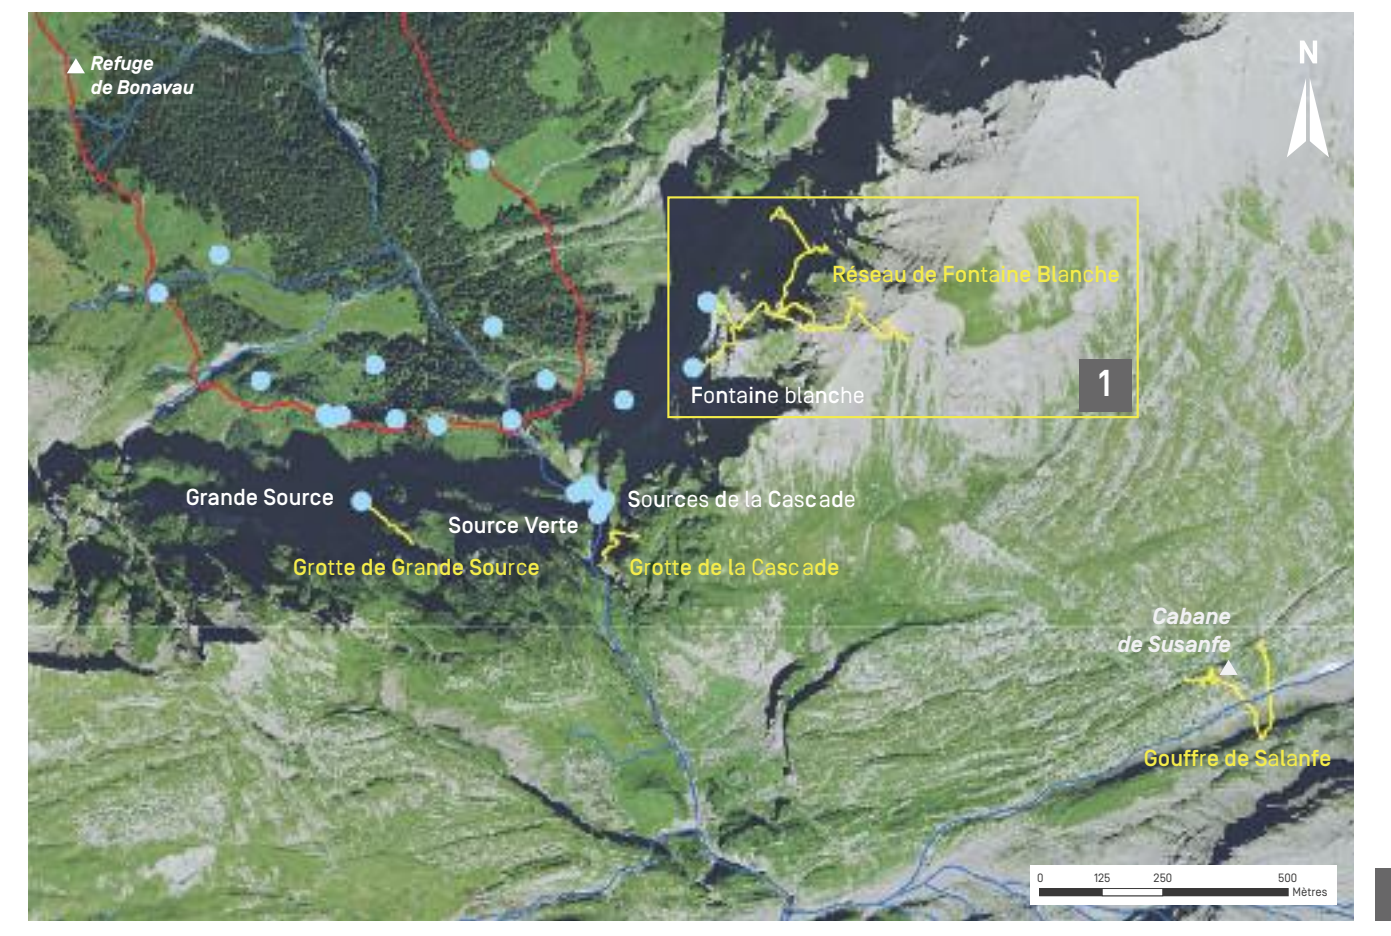 Refuge
de Bonavau
N
Réseau de Fontaine Blanche
1
Fontaine blanche
Grande Source
Sources de la Cascade
Source Verte
Grotte de Grande Source
Grotte de la Cascade
Cabane
de Susanfe
Gouffre de Salanfe
0 125 250 500
Mètres